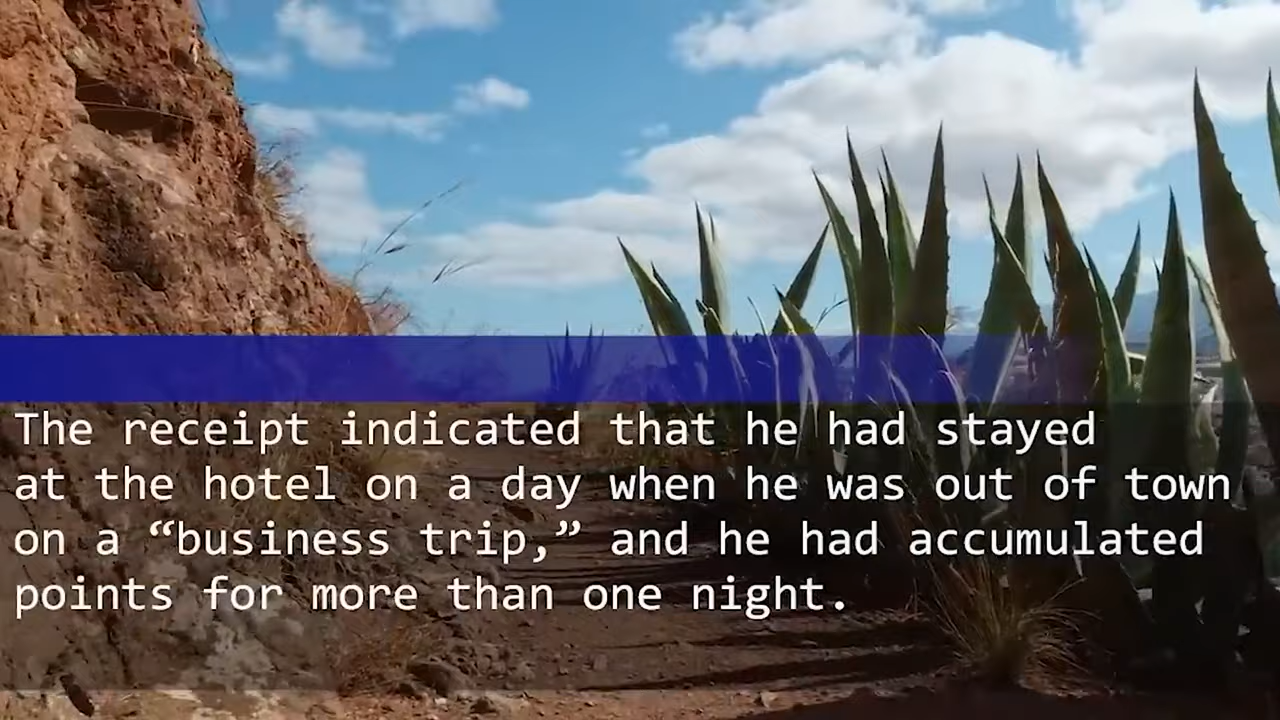 The receipt indicated that he had stayed
at the hotel on a day when he was out of town
on a “business trip,” and he had accumulated
points for more than one night.